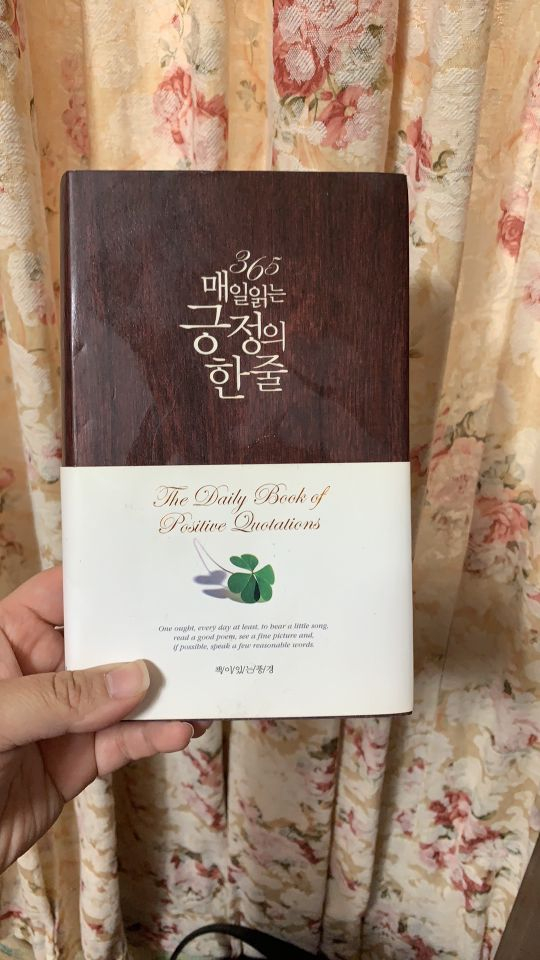 365
매일읽는
긍정의
한줄
The Daily Book of
Positive Quotations
One ought, every day at least, to hear a little song,
read a good poem, see a fine picture and,
if possible, speak a few reasonable words.
책/이/있/는/풍/경